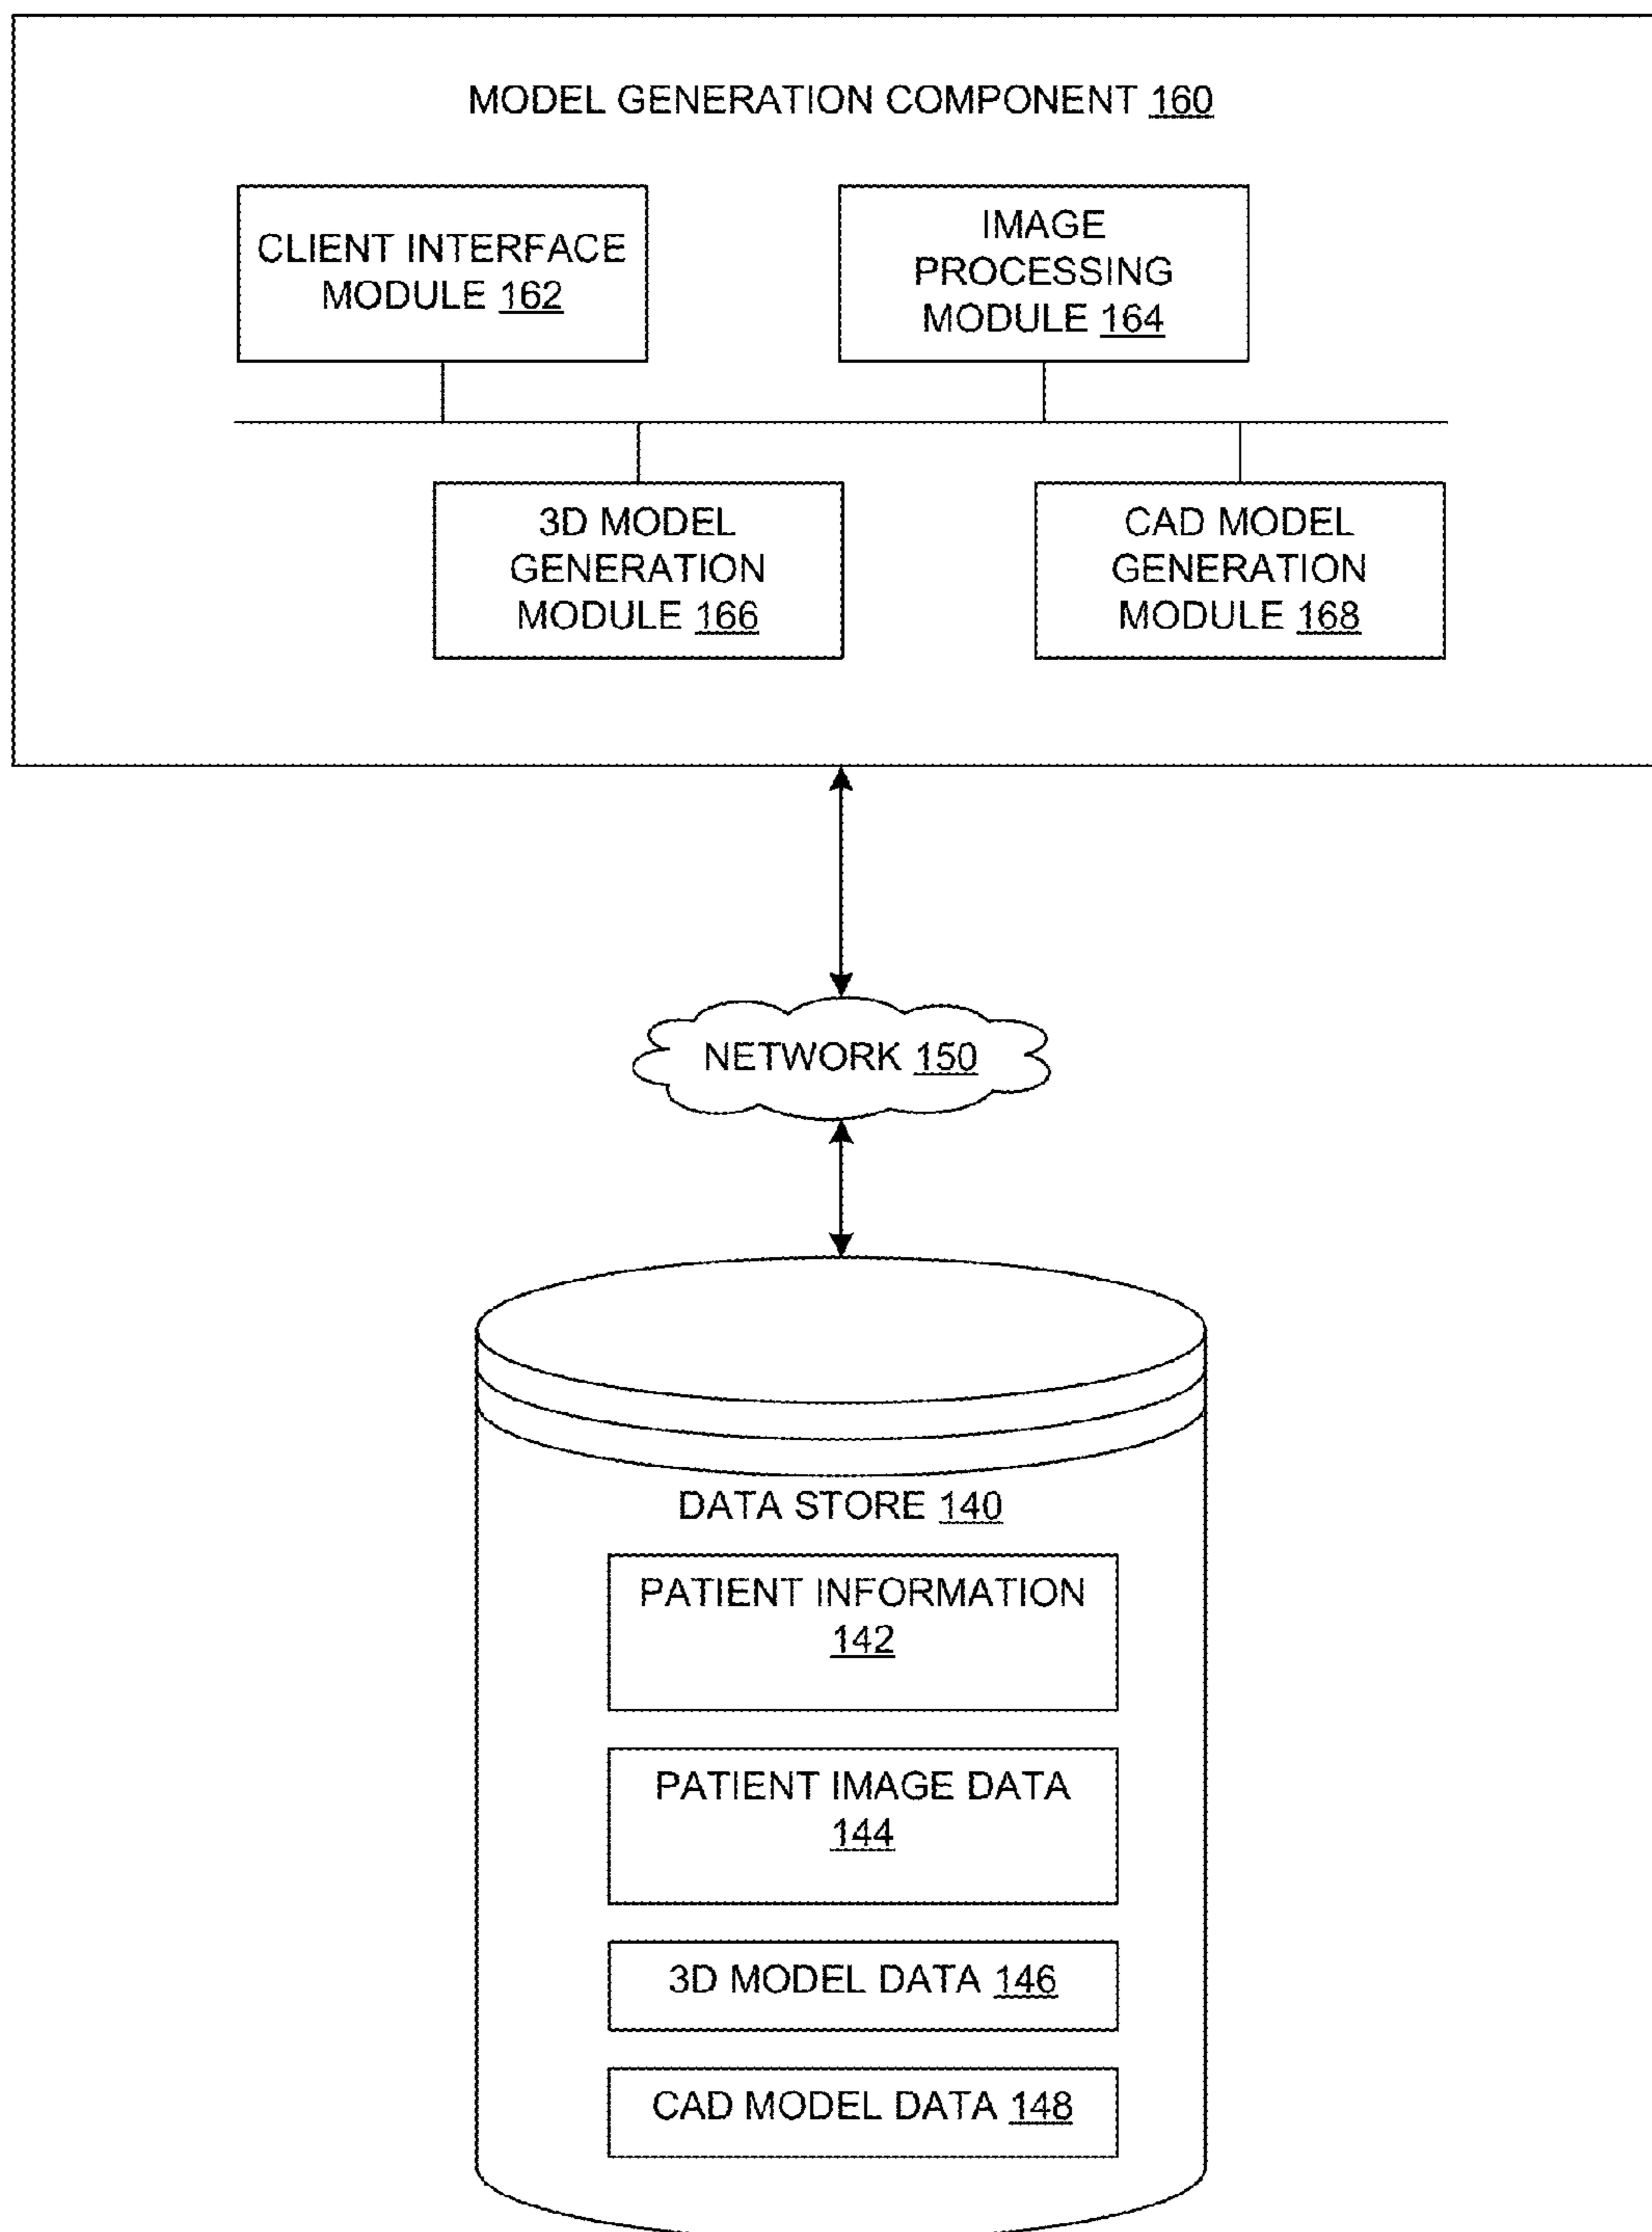 MODEL GENERATION COMPONENT 160
CLIENT INTERFACE
MODULE 162
IMAGE
PROCESSING
MODULE 164
3D MODEL
GENERATION
MODULE 166
CAD MODEL
GENERATION
MODULE 168
NETWORK 150
DATA STORE 140
PATIENT INFORMATION
142
PATIENT IMAGE DATA
144
3D MODEL DATA 146
CAD MODEL DATA 148